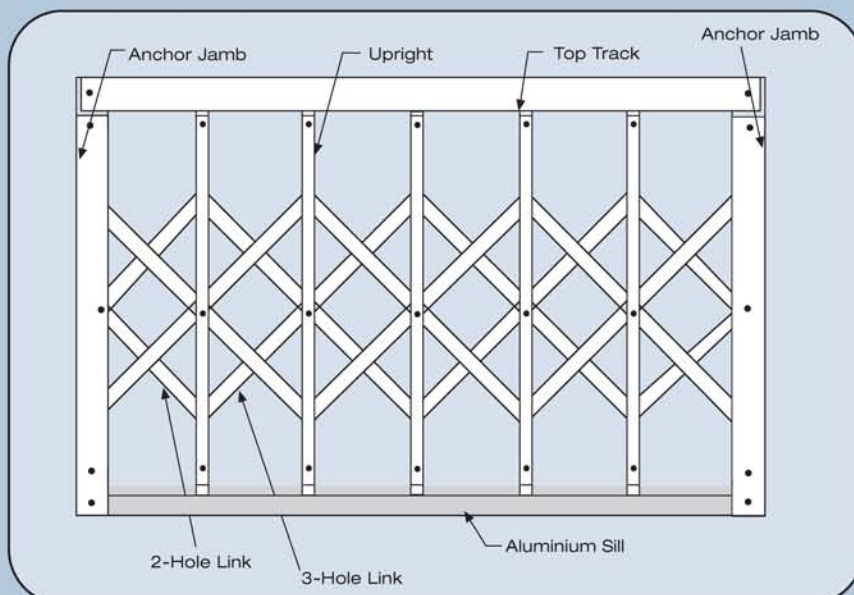 Anchor Jamb
Anchor Jamb
Upright
Top Track
Aluminium Sill
2-Hole Link
3-Hole Link